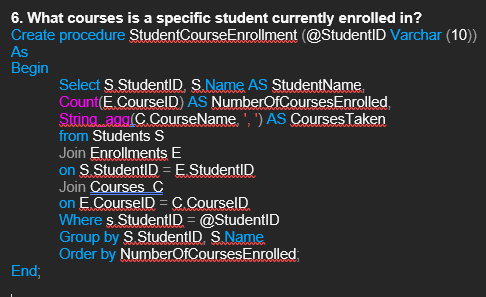 6. What courses is a specific student currently enrolled in?
Create procedure StudentCourseEnrollment (@StudentID Varchar (10))
As
Begin
Select S.StudentID, S.Name AS StudentName,
Count(E.CourseID) AS NumberOfCoursesEnrolled,
String_agg(C.CourseName, ', ') AS CoursesTaken
from Students S
Join Enrollments E
on S.StudentID = E.StudentID
Join Courses C
on E.CourseID = C.CourseID
Where s.StudentID = @StudentID
Group by S.StudentID, S.Name
Order by NumberOfCoursesEnrolled;
End;